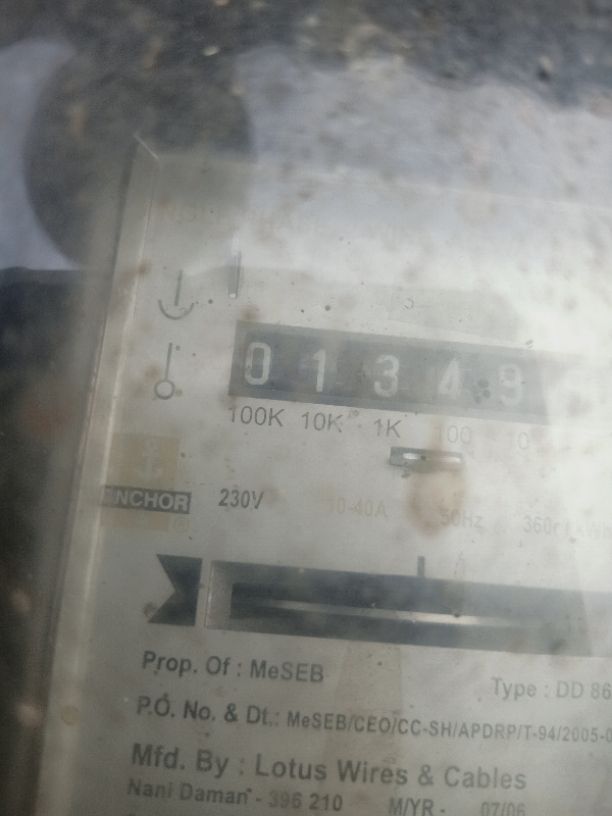 0 1 3 4 9
100K 10K 1K 100 10
ANCHOR 230V 10-40A 50Hz
Prop. Of : MeSEB
Type : DD 86
P.O. No. & Dt.: MeSEB/CEO/CC-SH/APDRP/T-94/2005-0
Mfd. By : Lotus Wires & Cables
Nani Daman - 396 210 M/YR - 07/06